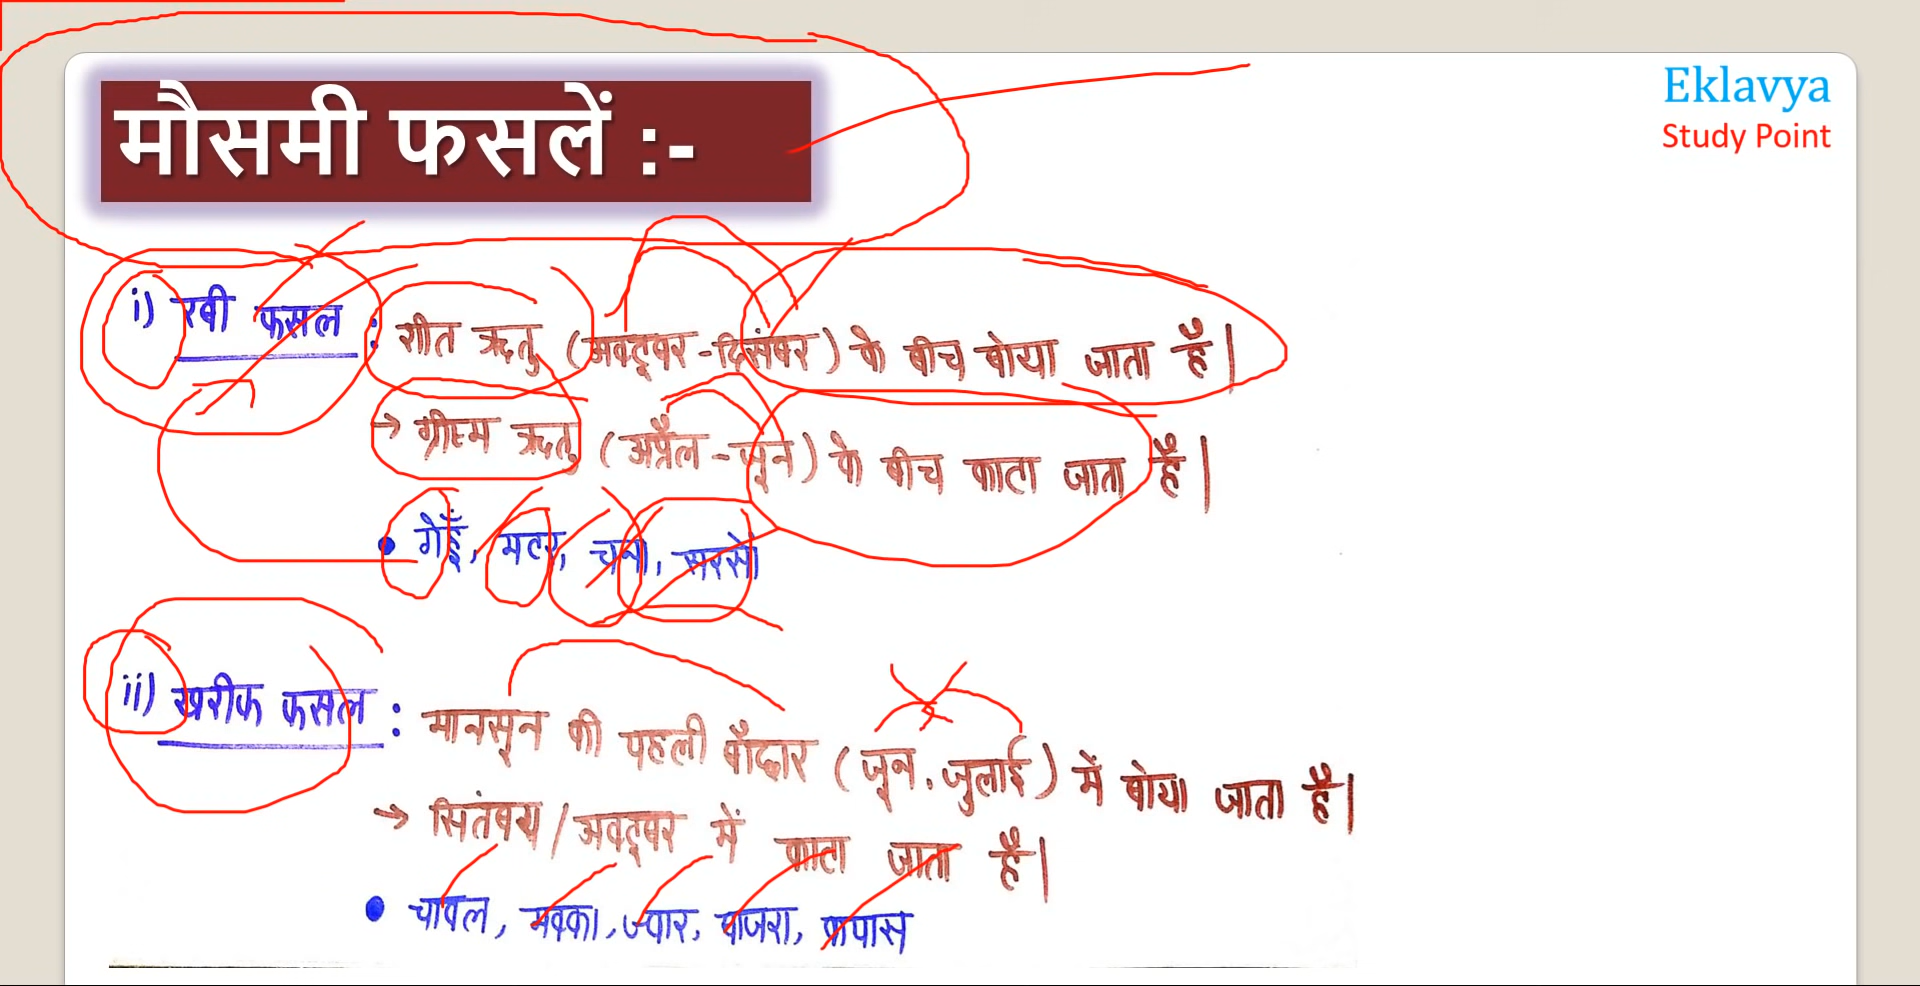 मौसमी फसलें :-
Eklavya
Study Point
i) रबी फसल : शीत ऋतु (अक्टूबर - दिसंबर) के बीच बोया जाता है|
→ ग्रीष्म ऋतु (अप्रैल - जून) के बीच काटा जाता है|
• गेहूँ, मटर, चना, सरसों
ii) खरीफ फसल : मानसून की पहली बौछार (जून, जुलाई) में बोया जाता है|
→ सितंबर / अक्टूबर में काटा जाता है|
• चावल, मक्का, ज्वार, बाजरा, कपास